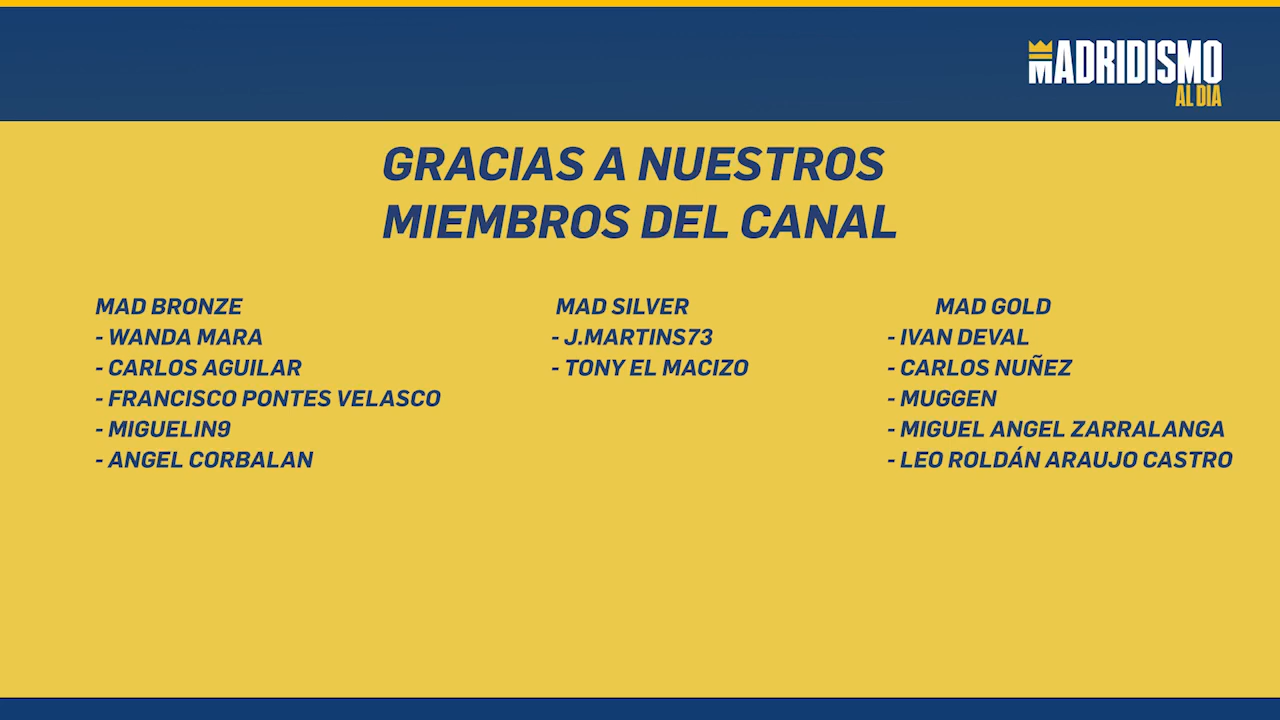 MADRIDISMO
AL DIA
GRACIAS A NUESTROS
MIEMBROS DEL CANAL
MAD BRONZE
- WANDA MARA
- CARLOS AGUILAR
- FRANCISCO PONTES VELASCO
- MIGUELIN9
- ANGEL CORBALAN
MAD SILVER
- J.MARTINS73
- TONY EL MACIZO
MAD GOLD
- IVAN DEVAL
- CARLOS NUÑEZ
- MUGGEN
- MIGUEL ANGEL ZARRALANGA
- LEO ROLDÁN ARAUJO CASTRO